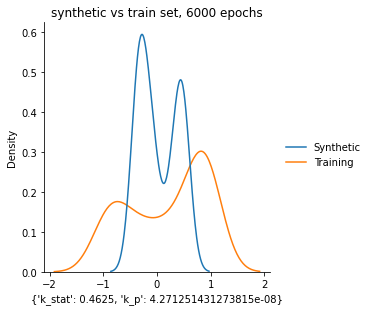 synthetic vs train set, 6000 epochs
0.6
0.5
0.4
0.3
0.2
0.1
0.0
Density
Synthetic
Training
−2 −1 0 1 2
{'k_stat': 0.4625, 'k_p': 4.271251431273815e-08}